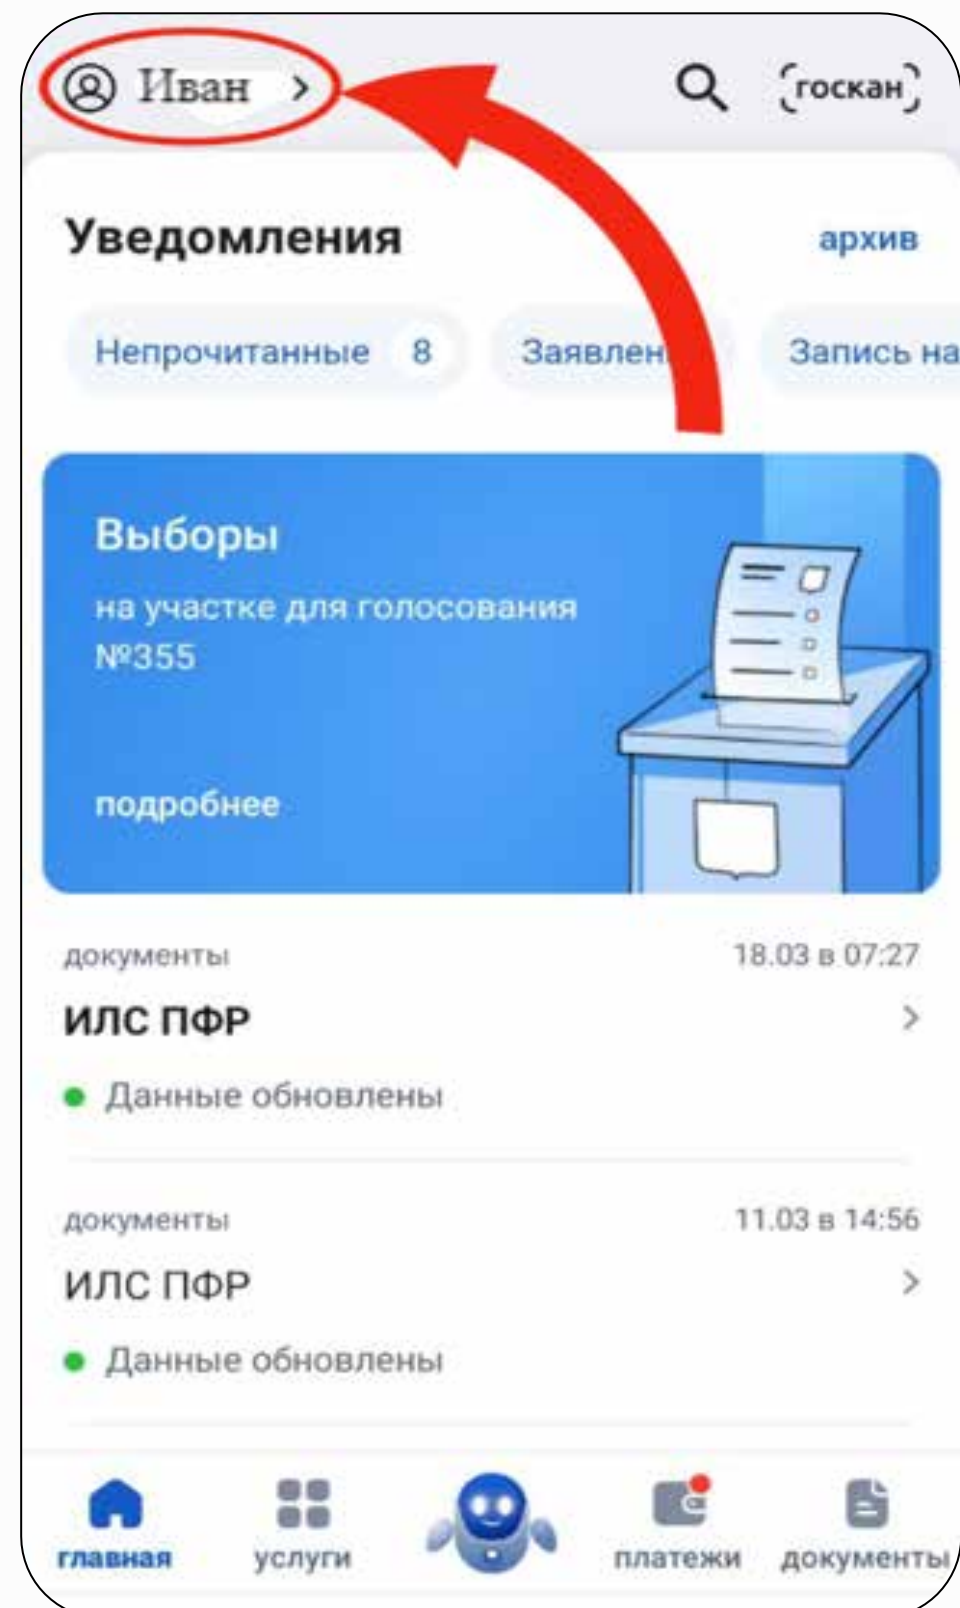 Иван
госкан
Уведомления
архив
Непрочитанные 8
Запись на
Выборы
на участке для голосования
№355
подробнее
документы
18.03 в 07:27
ИЛС ПФР
Данные обновлены
документы
11.03 в 14:56
ИЛС ПФР
Данные обновлены
главная
услуги
платежи
документы